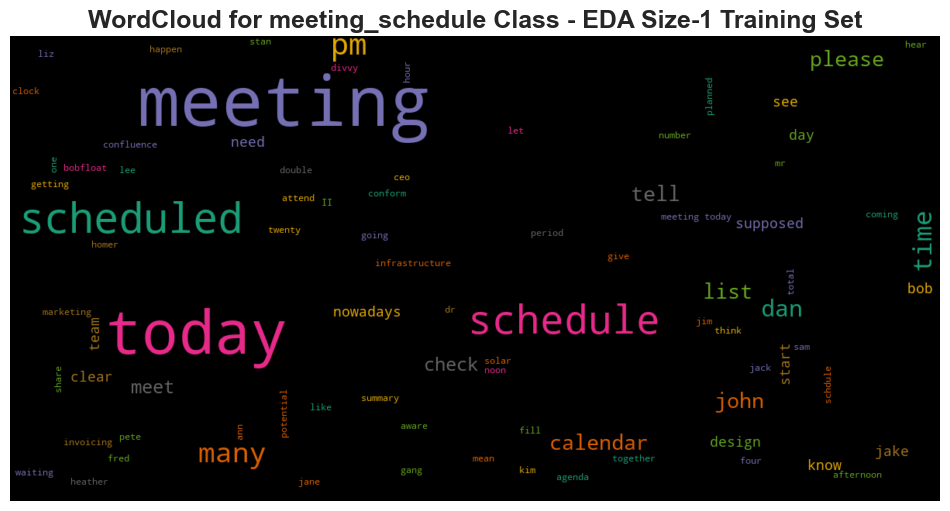 WordCloud for meeting_schedule Class - EDA Size-1 Training Set
liz
happen
stan
pm
hear
please
divvy
hour
clock
meeting
planned
see
let
number
day
confluence
need
one
bobfloat
lee
double
mr
getting
ceo
attend
II
conform
tell
scheduled
twenty
going
period
meeting today
supposed
coming
time
homer
infrastructure
give
total
bob
list
marketing
team
today
nowadays
dr
schedule
dan
jim
think
start
sam
check
solar
noon
jack
share
clear
meet
potential
like
summary
john
schdule
ann
many
invoicing
pete
fred
aware
fill
calendar
design
jake
waiting
heather
jane
gang
mean
kim
agenda
together
four
know
afternoon